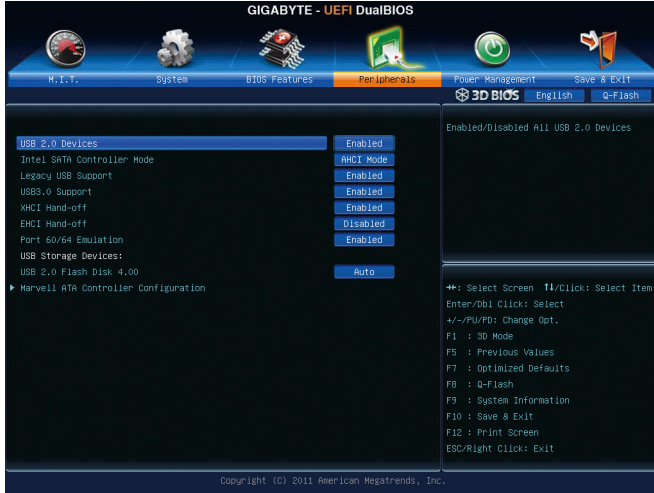 GIGABYTE - UEFI DualBIOS
M.I.T.
System
BIOS Features
Peripherals
Power Management
Save & Exit
3D BIOS
English
Q-Flash
USB 2.0 Devices Enabled
Intel SATA Controller Mode AHCI Mode
Legacy USB Support Enabled
USB3.0 Support Enabled
XHCI Hand-off Enabled
EHCI Hand-off Disabled
Port 60/64 Emulation Enabled
USB Storage Devices:
USB 2.0 Flash Disk 4.00 Auto
Marvell ATA Controller Configuration
Enabled/Disabled All USB 2.0 Devices
→←: Select Screen ↑↓/Click: Select Item
Enter/Dbl Click: Select
+/-/PU/PD: Change Opt.
F1 : 3D Mode
F5 : Previous Values
F7 : Optimized Defaults
F8 : Q-Flash
F9 : System Information
F10 : Save & Exit
F12 : Print Screen
ESC/Right Click: Exit
Copyright (C) 2011 American Megatrends, Inc.